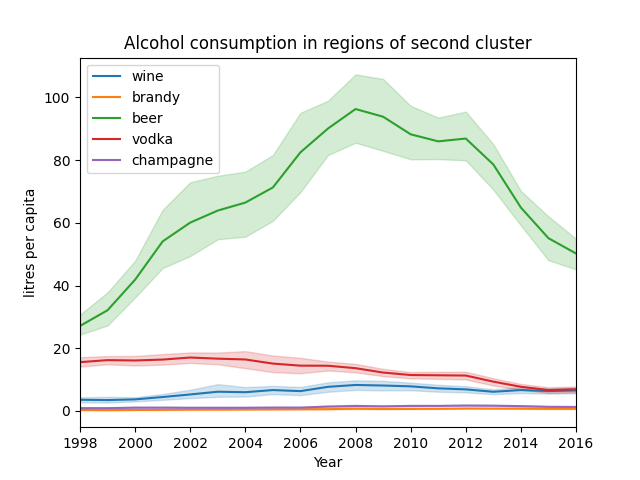 Alcohol consumption in regions of second cluster
wine
brandy
beer
vodka
champagne
litres per capita
100
80
60
40
20
0
1998 2000 2002 2004 2006 2008 2010 2012 2014 2016
Year